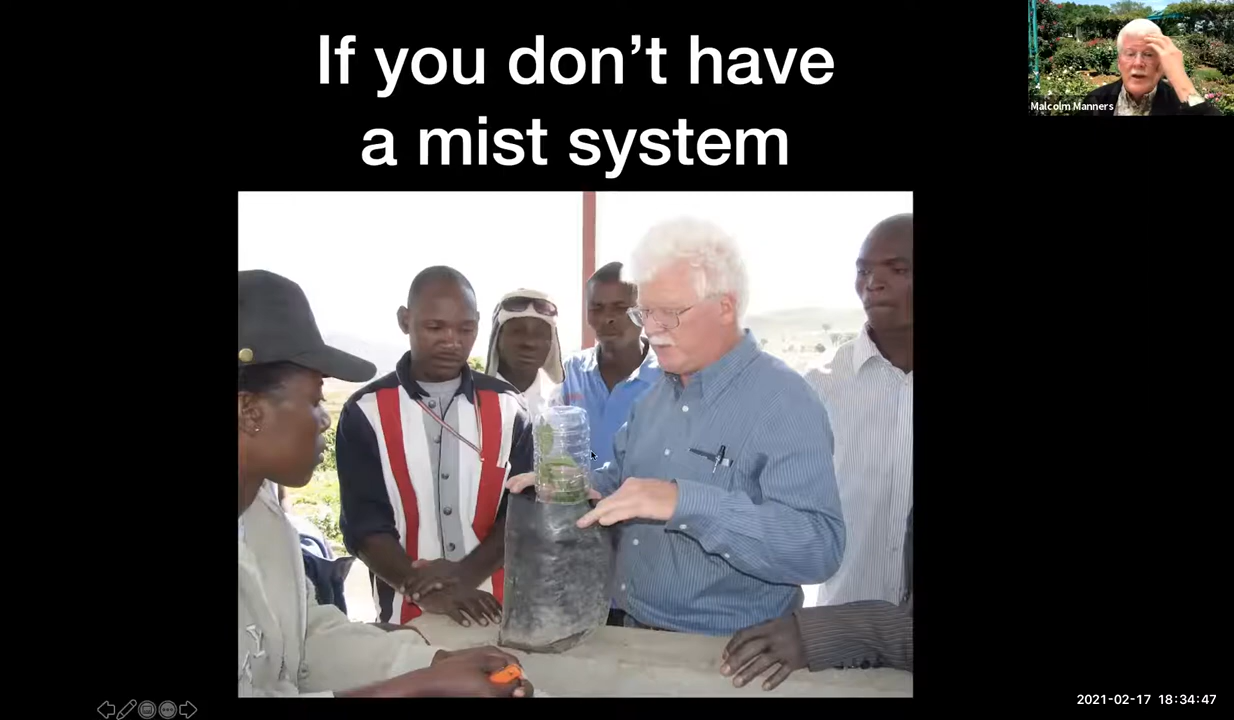 If you don’t have
a mist system
Malcolm Manners
2021-02-17 18:34:47